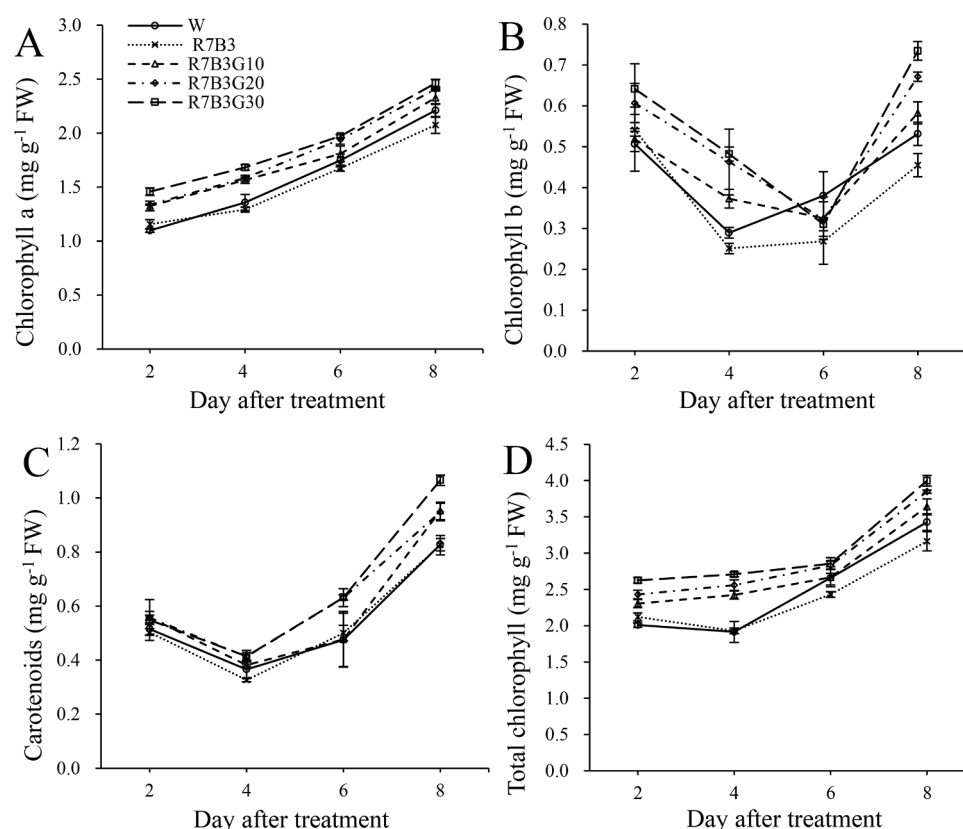 A
W
R7B3
R7B3G10
R7B3G20
R7B3G30
Chlorophyll a (mg g-1 FW)
3.0
2.5
2.0
1.5
1.0
0.5
0.0
2 4 6 8
Day after treatment
B
Chlorophyll b (mg g-1 FW)
0.8
0.7
0.6
0.5
0.4
0.3
0.2
0.1
0.0
2 4 6 8
Day after treatment
C
Carotenoids (mg g-1 FW)
1.2
1.0
0.8
0.6
0.4
0.2
0.0
2 4 6 8
Day after treatment
D
Total chlorophyll (mg g-1 FW)
4.5
4.0
3.5
3.0
2.5
2.0
1.5
1.0
0.5
0.0
2 4 6 8
Day after treatment